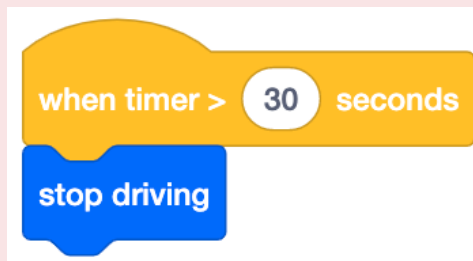 when timer > 30 seconds
stop driving